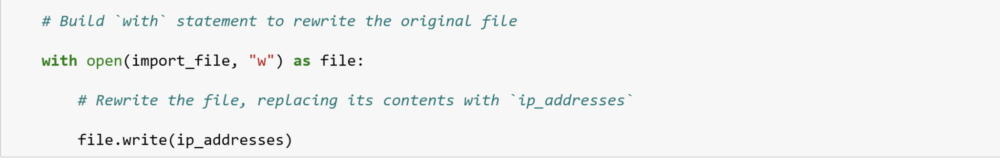 # Build `with` statement to rewrite the original file
with open(import_file, "w") as file:
# Rewrite the file, replacing its contents with `ip_addresses`
file.write(ip_addresses)